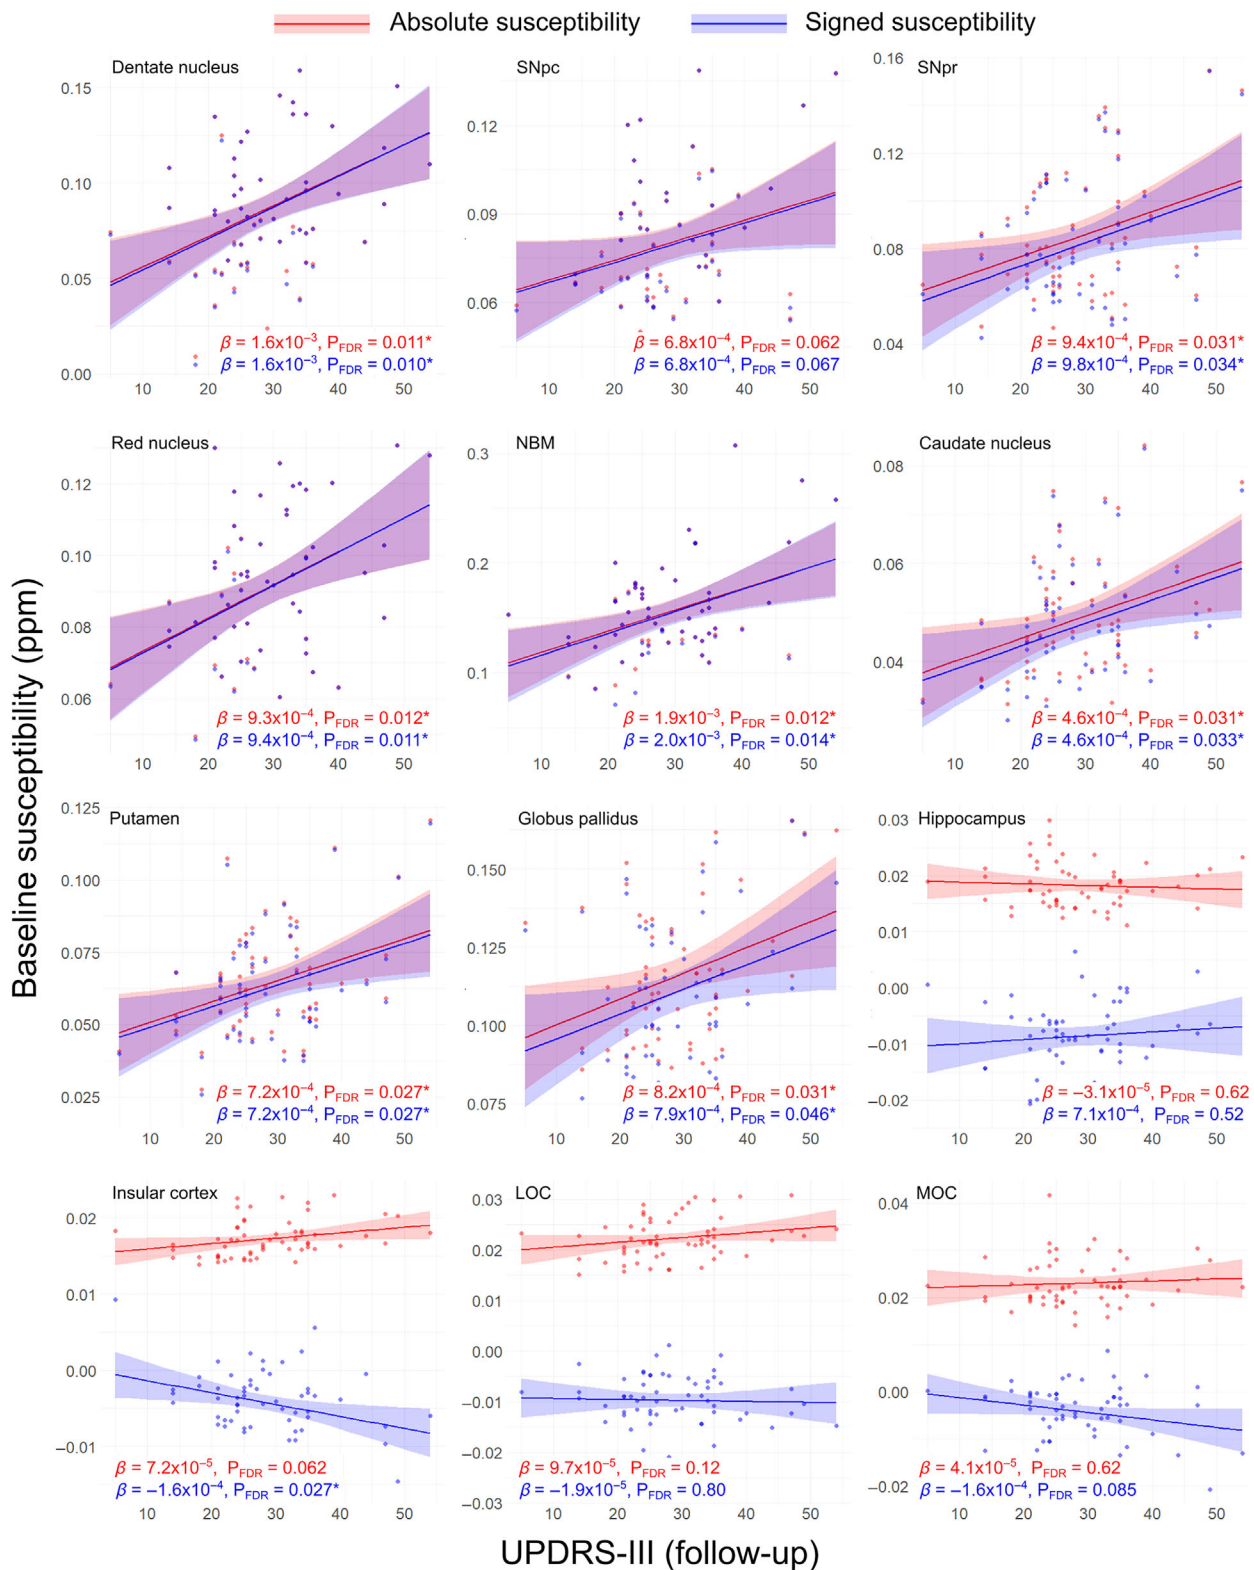 Absolute susceptibility Signed susceptibility
Dentate nucleus SNpc SNpr
0.15 0.12 0.16
0.10 0.09 0.12
0.05 0.06 0.08
0.00 0.04
β = 1.6x10⁻³, P_FDR = 0.011* β = 6.8x10⁻⁴, P_FDR = 0.062 β = 9.4x10⁻⁴, P_FDR = 0.031*
β = 1.6x10⁻³, P_FDR = 0.010* β = 6.8x10⁻⁴, P_FDR = 0.067 β = 9.8x10⁻⁴, P_FDR = 0.034*
10 20 30 40 50 10 20 30 40 50 10 20 30 40 50
Red nucleus NBM Caudate nucleus
0.12 0.3 0.08
0.10 0.2 0.06
0.08 0.1 0.04
0.06
β = 9.3x10⁻⁴, P_FDR = 0.012* β = 1.9x10⁻³, P_FDR = 0.012* β = 4.6x10⁻⁴, P_FDR = 0.031*
β = 9.4x10⁻⁴, P_FDR = 0.011* β = 2.0x10⁻³, P_FDR = 0.014* β = 4.6x10⁻⁴, P_FDR = 0.033*
10 20 30 40 50 10 20 30 40 50 10 20 30 40 50
Baseline susceptibility (ppm)
Putamen Globus pallidus Hippocampus
0.125 0.150 0.03
0.100 0.125 0.02
0.075 0.100 0.01
0.050 0.075 0.00
0.025 −0.01
−0.02
β = 7.2x10⁻⁴, P_FDR = 0.027* β = 8.2x10⁻⁴, P_FDR = 0.031* β = −3.1x10⁻⁵, P_FDR = 0.62
β = 7.2x10⁻⁴, P_FDR = 0.027* β = 7.9x10⁻⁴, P_FDR = 0.046* β = 7.1x10⁻⁴, P_FDR = 0.52
10 20 30 40 50 10 20 30 40 50 10 20 30 40 50
Insular cortex LOC MOC
0.02 0.03 0.04
0.01 0.02 0.02
0.00 0.01 0.00
−0.01 0.00 −0.02
−0.01
−0.02
−0.03
β = 7.2x10⁻⁵, P_FDR = 0.062 β = 9.7x10⁻⁵, P_FDR = 0.12 β = 4.1x10⁻⁵, P_FDR = 0.62
β = −1.6x10⁻⁴, P_FDR = 0.027* β = −1.9x10⁻⁵, P_FDR = 0.80 β = −1.6x10⁻⁴, P_FDR = 0.085
10 20 30 40 50 10 20 30 40 50 10 20 30 40 50
UPDRS-III (follow-up)